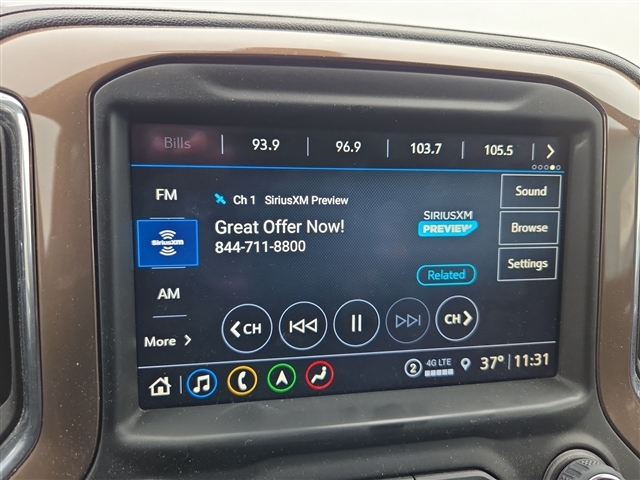 Bills 93.9 96.9 103.7 105.5 >
FM
Ch 1 SiriusXM Preview
Sound
SiriusXM
Great Offer Now!
844-711-8800
SIRIUSXM
PREVIEW
Browse
Related
Settings
AM
More >
<CH
CH>
2 4G LTE 37° 11:31